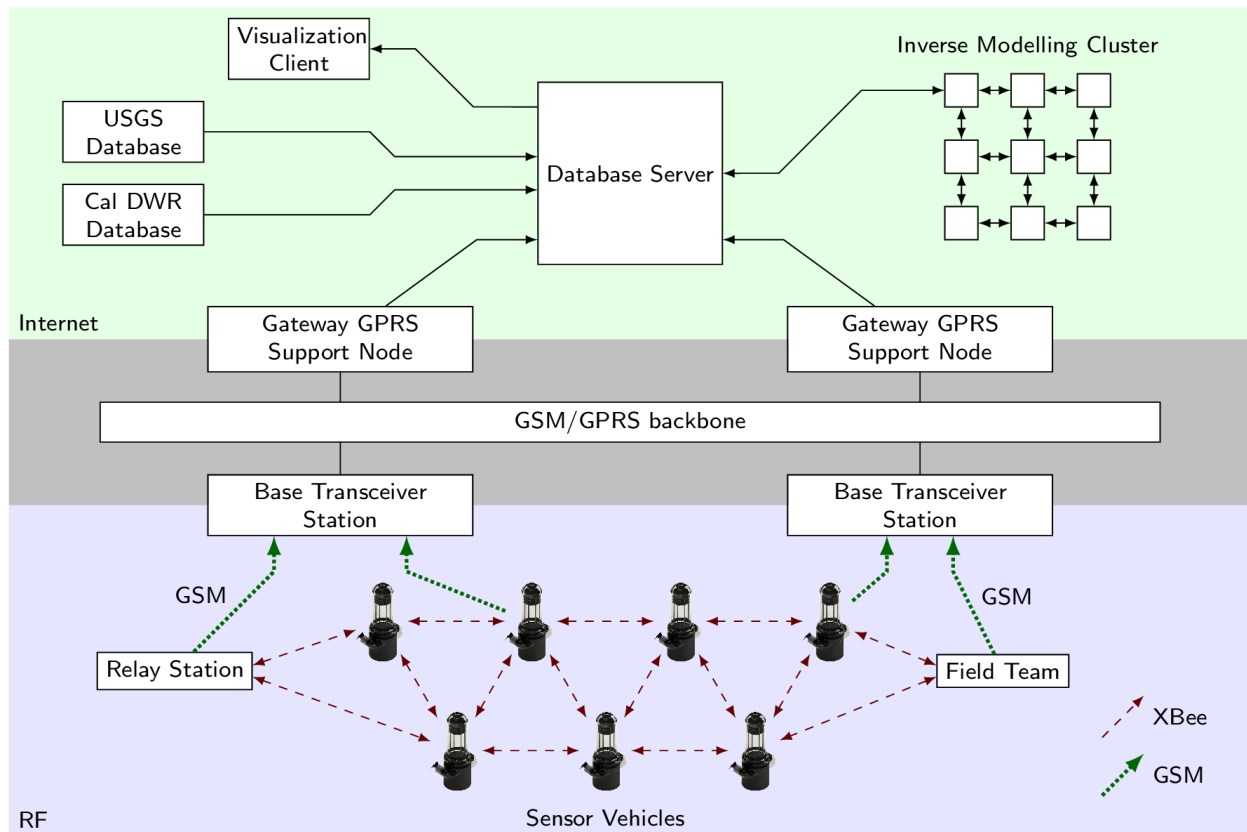 Visualization
Client
Inverse Modelling Cluster
USGS
Database
Database Server
Cal DWR
Database
Internet
Gateway GPRS
Support Node
Gateway GPRS
Support Node
GSM/GPRS backbone
Base Transceiver
Station
Base Transceiver
Station
GSM
GSM
Relay Station
Field Team
XBee
GSM
Sensor Vehicles
RF